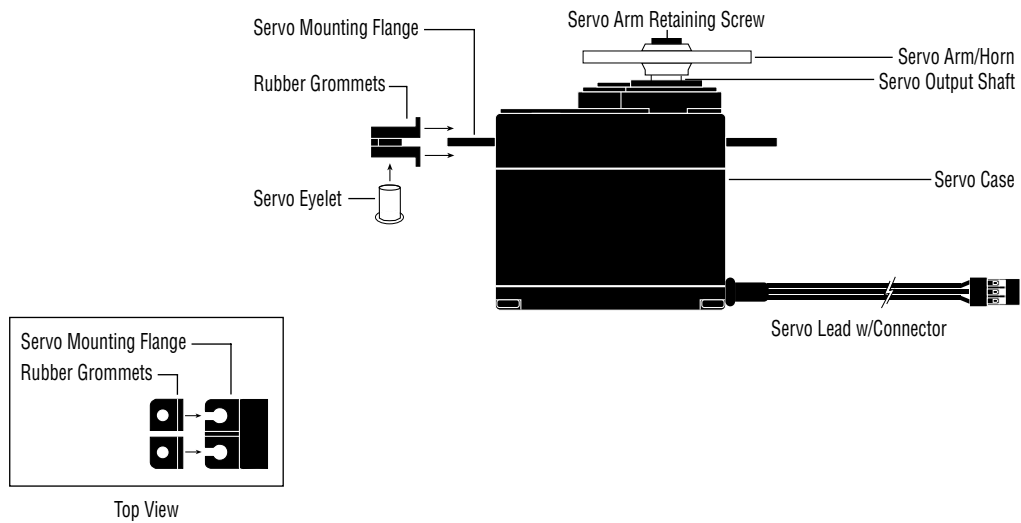 Servo Arm Retaining Screw
Servo Mounting Flange
Servo Arm/Horn
Servo Output Shaft
Rubber Grommets
Servo Case
Servo Eyelet
Servo Lead w/Connector
Servo Mounting Flange
Rubber Grommets
Top View